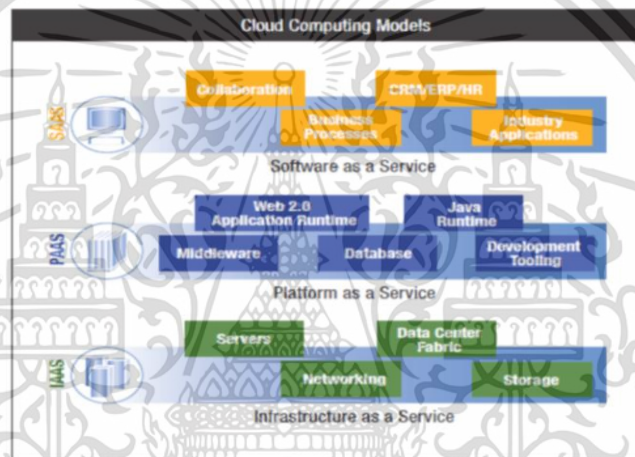 Cloud Computing Models
SAAS
Collaboration
CRM/ERP/HR
Business
Processes
Industry
Applications
Software as a Service
PAAS
Web 2.0
Application Runtime
Java
Runtime
Middleware
Database
Development
Tooling
Platform as a Service
IAAS
Servers
Data Center
Fabric
Networking
Storage
Infrastructure as a Service